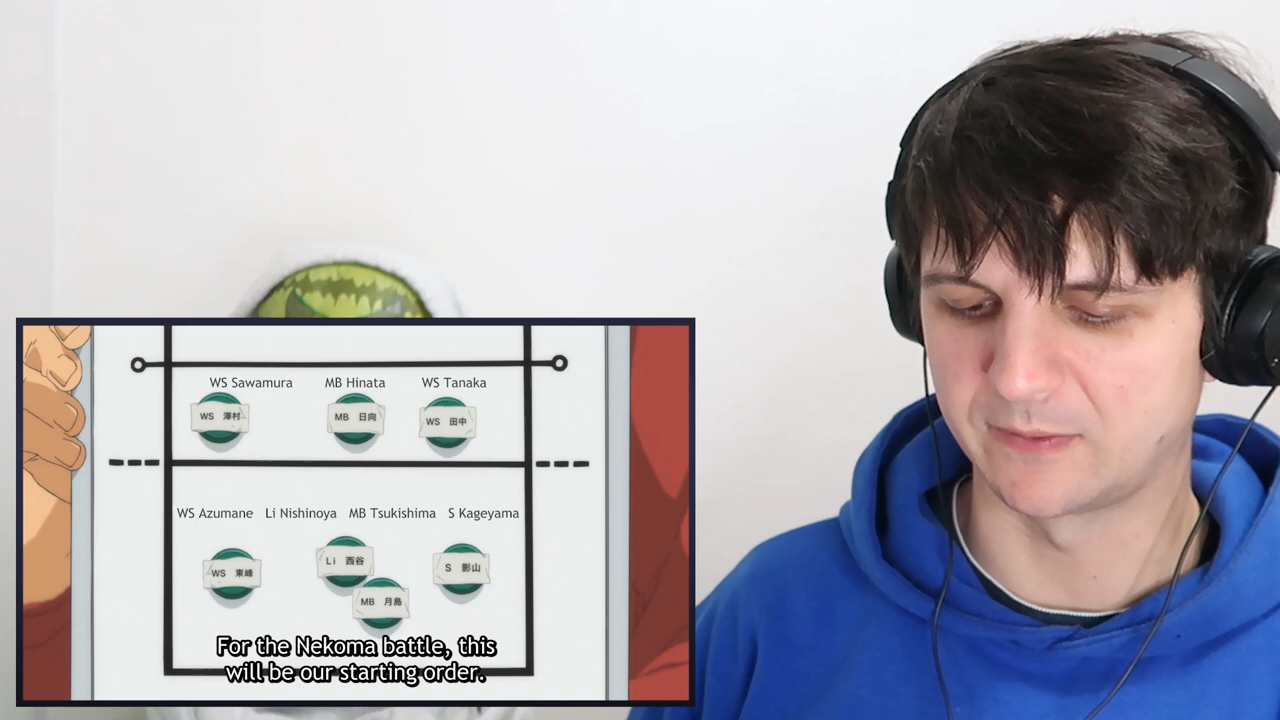 WS Sawamura MB Hinata WS Tanaka
WS 澤村 MB 日向 WS 田中
WS Azumane Li Nishinoya MB Tsukishima S Kageyama
WS 東峰 Li 西谷 S 影山
MB 月島
For the Nekoma battle, this
will be our starting order.